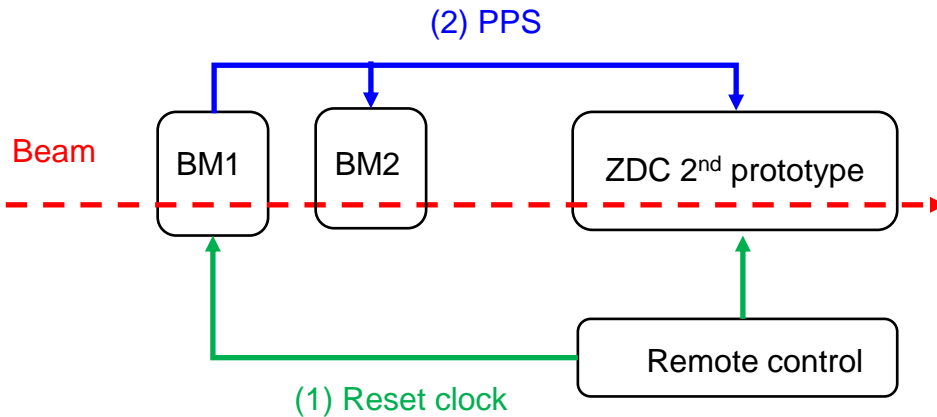 (2) PPS
Beam
BM1
BM2
ZDC 2nd prototype
Remote control
(1) Reset clock